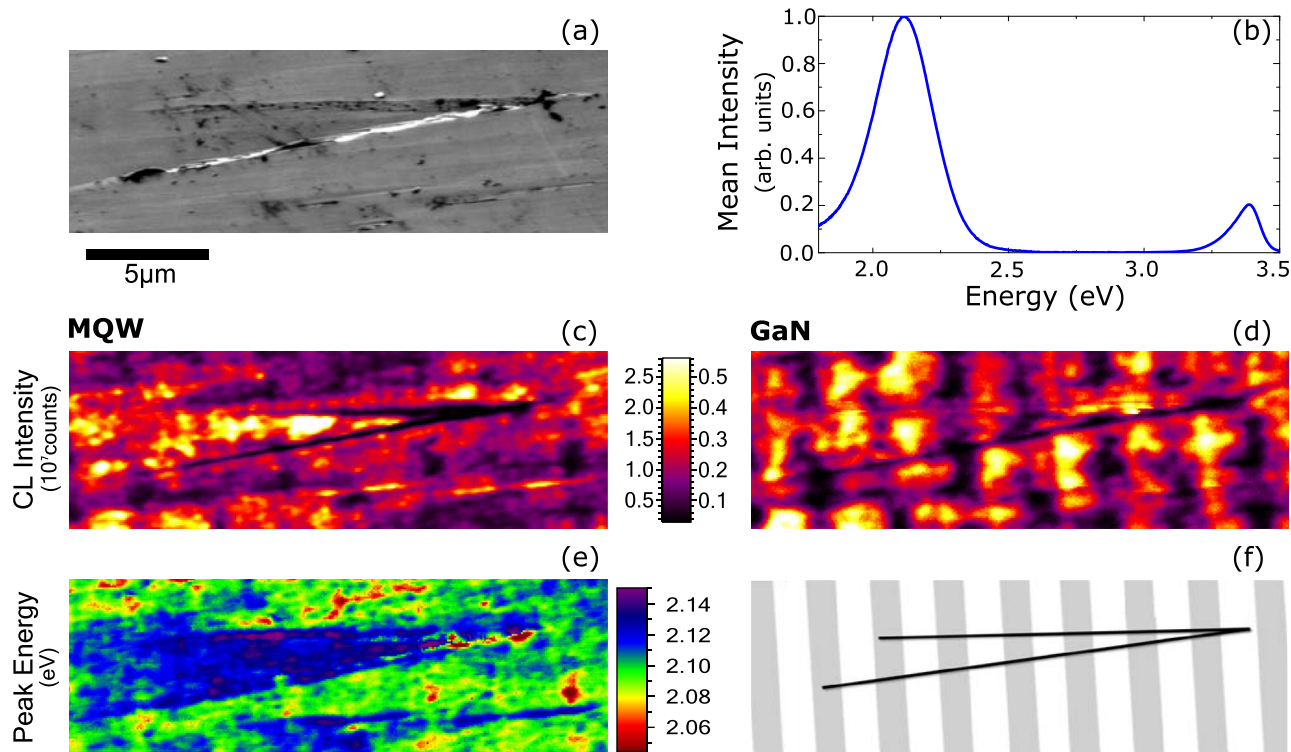 (a)
5µm
(b)
Mean Intensity
(arb. units)
1.0
0.8
0.6
0.4
0.2
0.0
2.0 2.5 3.0 3.5
Energy (eV)
MQW (c)
CL Intensity
(10⁷counts)
2.5 0.5
2.0 0.4
1.5 0.3
1.0 0.2
0.5 0.1
GaN (d)
(e)
Peak Energy
(eV)
2.14
2.12
2.10
2.08
2.06
(f)